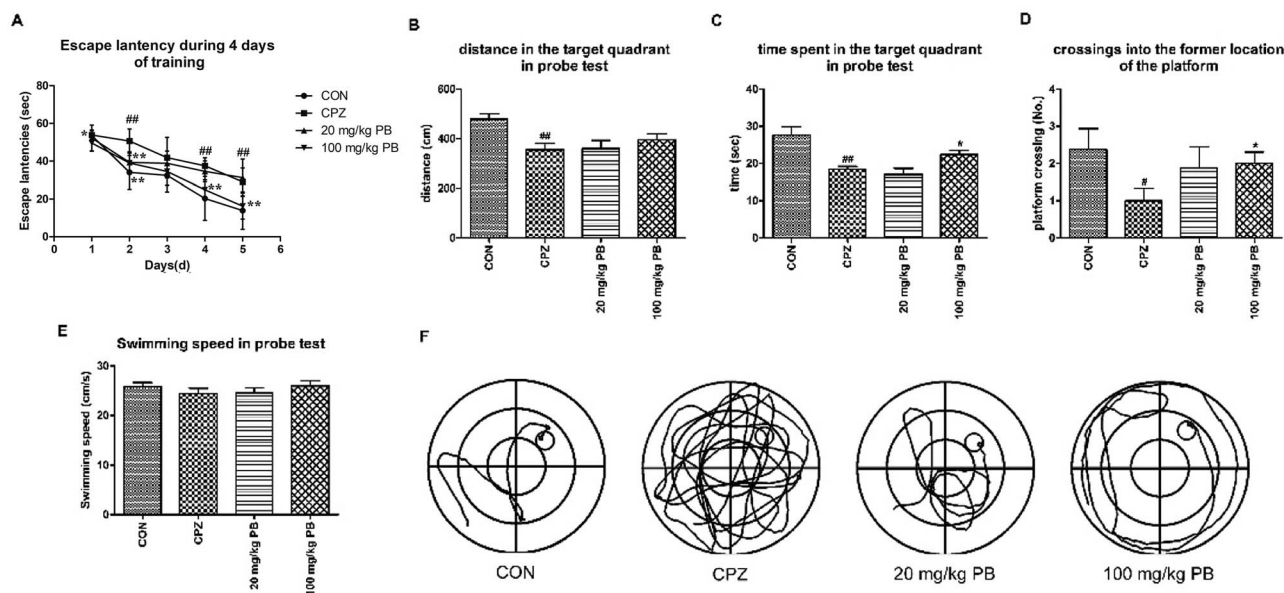 A
Escape lantency during 4 days
of training
Escape latencies (sec)
80
60
40
20
0
*
##
**
**
##
**
##
**
0 1 2 3 4 5 6
Days(d)
CON
CPZ
20 mg/kg PB
100 mg/kg PB
B
distance in the target quadrant
in probe test
distance (cm)
600
400
200
0
##
CON
CPZ
20 mg/kg PB
100 mg/kg PB
C
time spent in the target quadrant
in probe test
time (sec)
40
30
20
10
0
##
*
CON
CPZ
20 mg/kg PB
100 mg/kg PB
D
crossings into the former location
of the platform
platform crossing (No.)
4
3
2
1
0
#
*
CON
CPZ
20 mg/kg PB
100 mg/kg PB
E
Swimming speed in probe test
Swimming speed (cm/s)
30
20
10
0
CON
CPZ
20 mg/kg PB
100 mg/kg PB
F
CON
CPZ
20 mg/kg PB
100 mg/kg PB